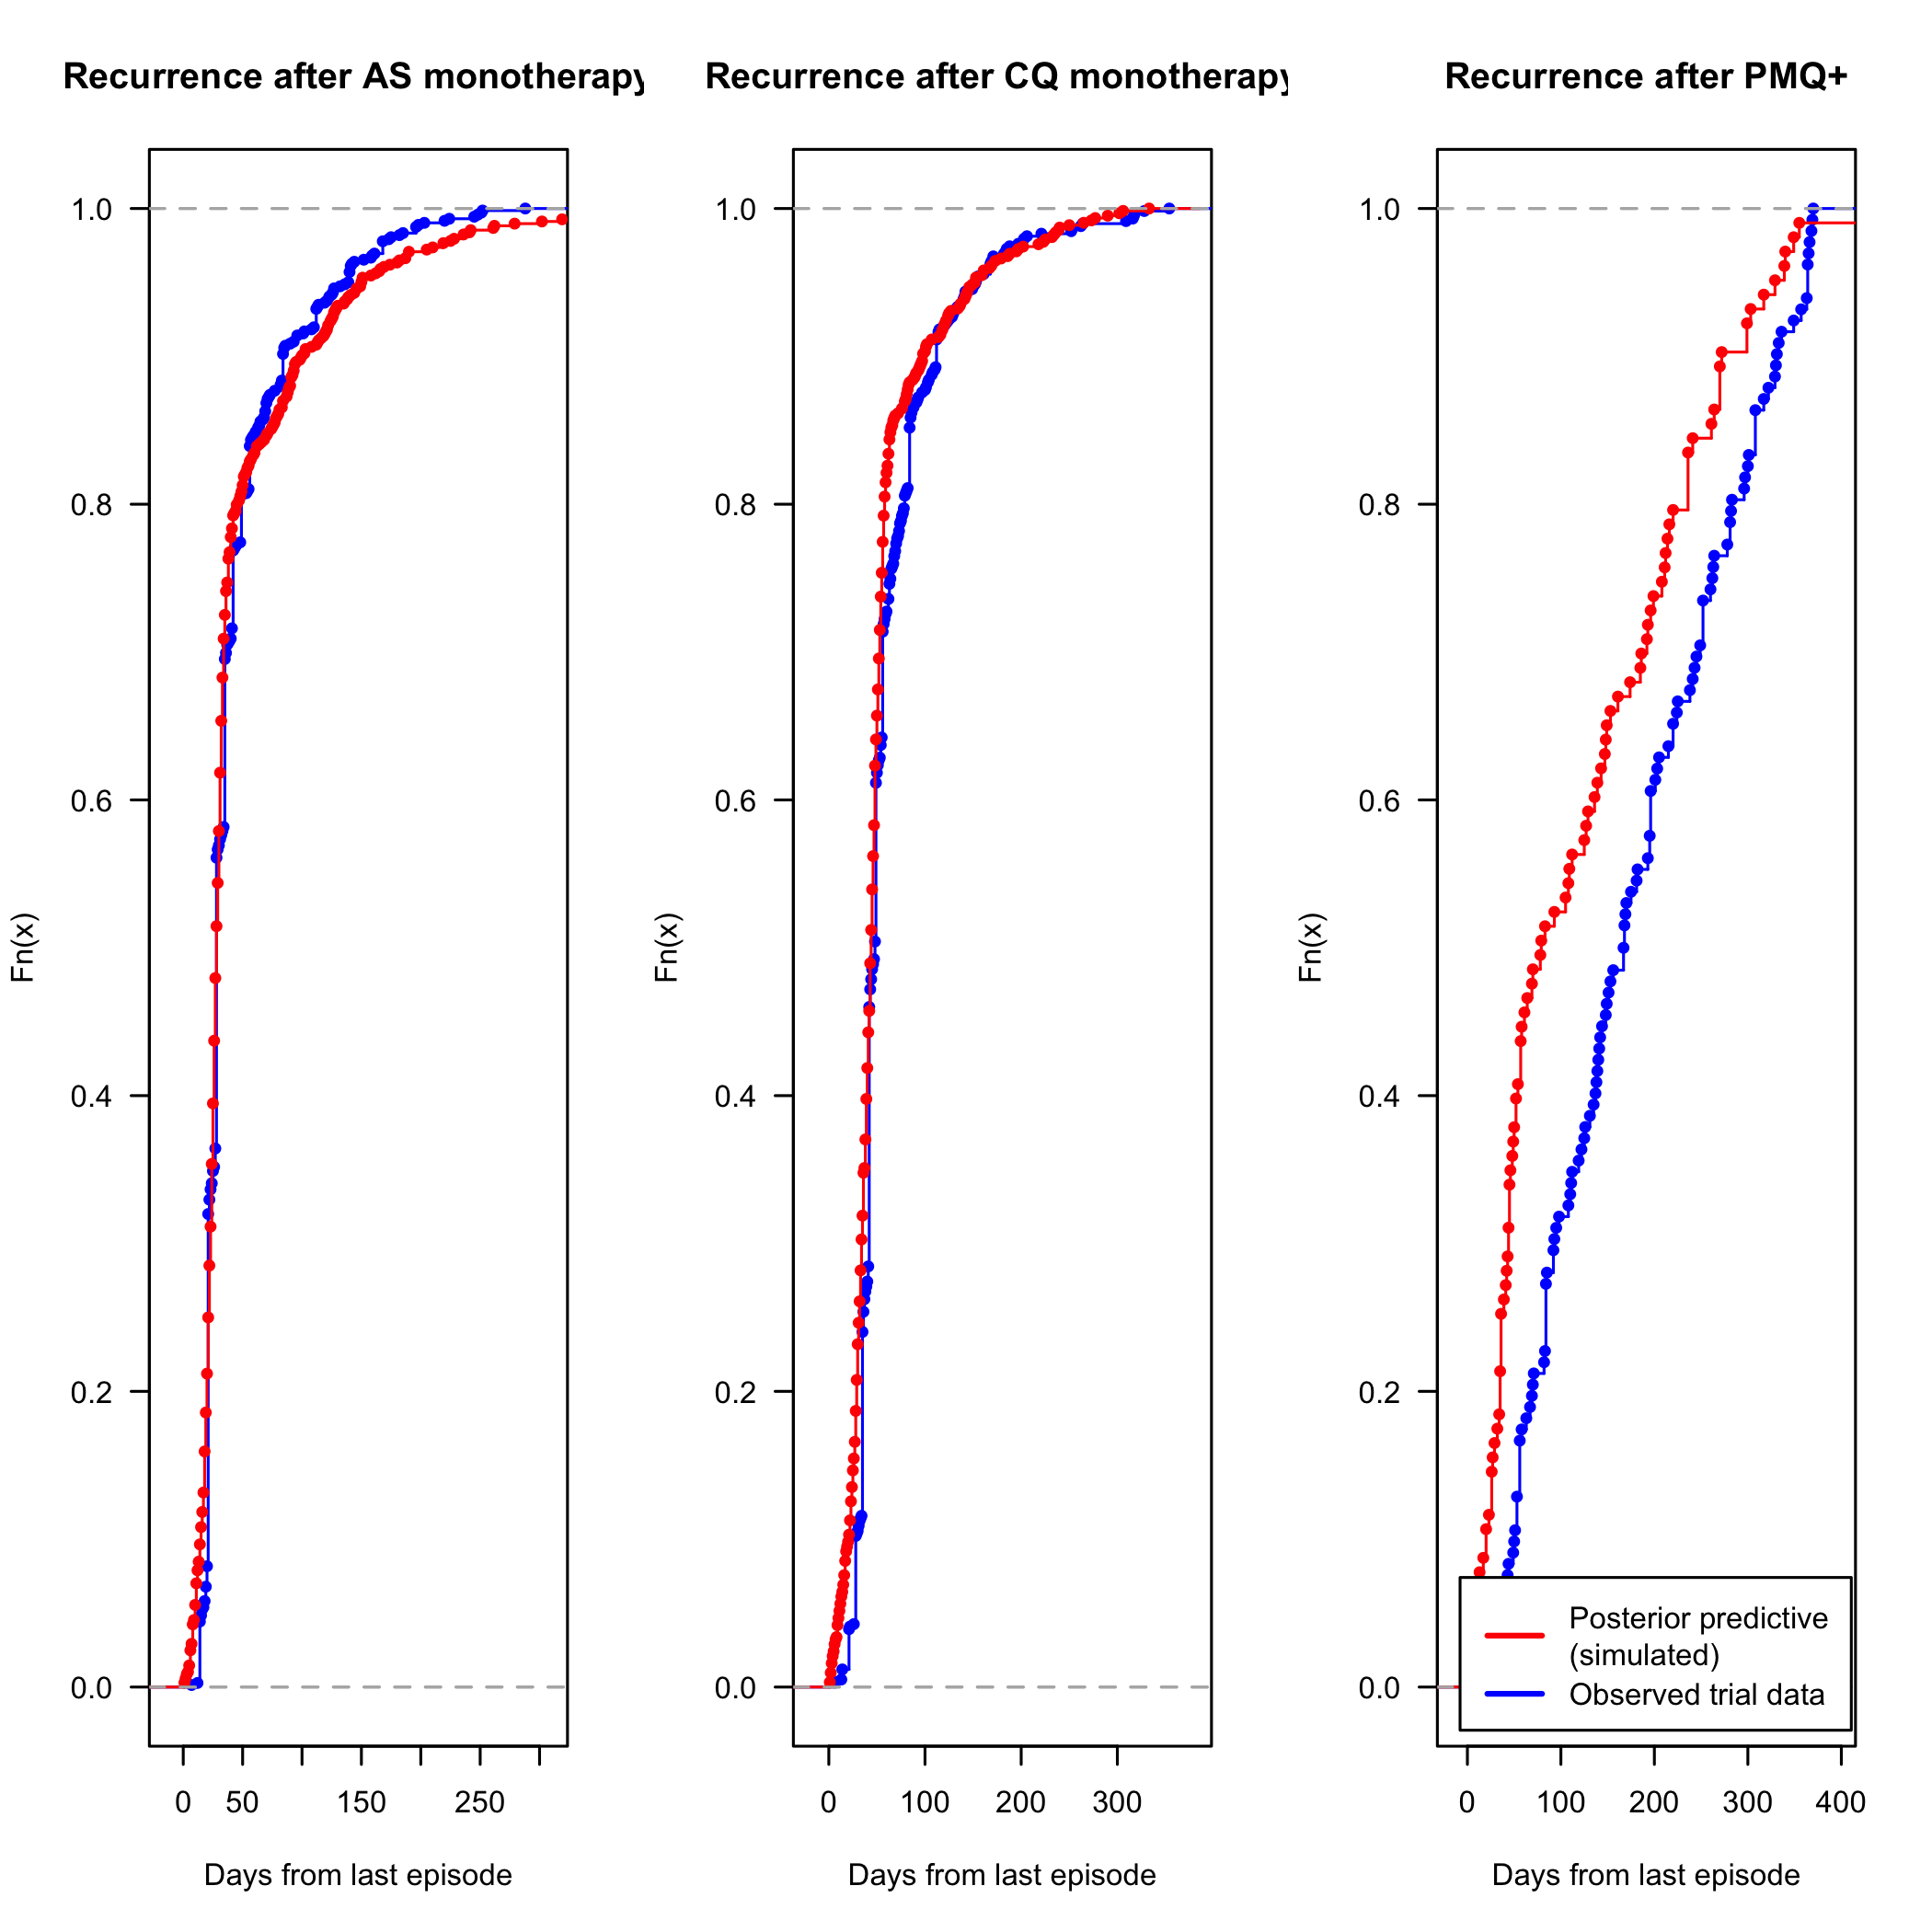 Recurrence after AS monotherapy
Recurrence after CQ monotherapy
Recurrence after PMQ+
Fn(x)
1.0
0.8
0.6
0.4
0.2
0.0
0 50 150 250
Days from last episode
Fn(x)
1.0
0.8
0.6
0.4
0.2
0.0
0 100 200 300
Days from last episode
Fn(x)
1.0
0.8
0.6
0.4
0.2
0.0
0 100 200 300 400
Days from last episode
Posterior predictive
(simulated)
Observed trial data